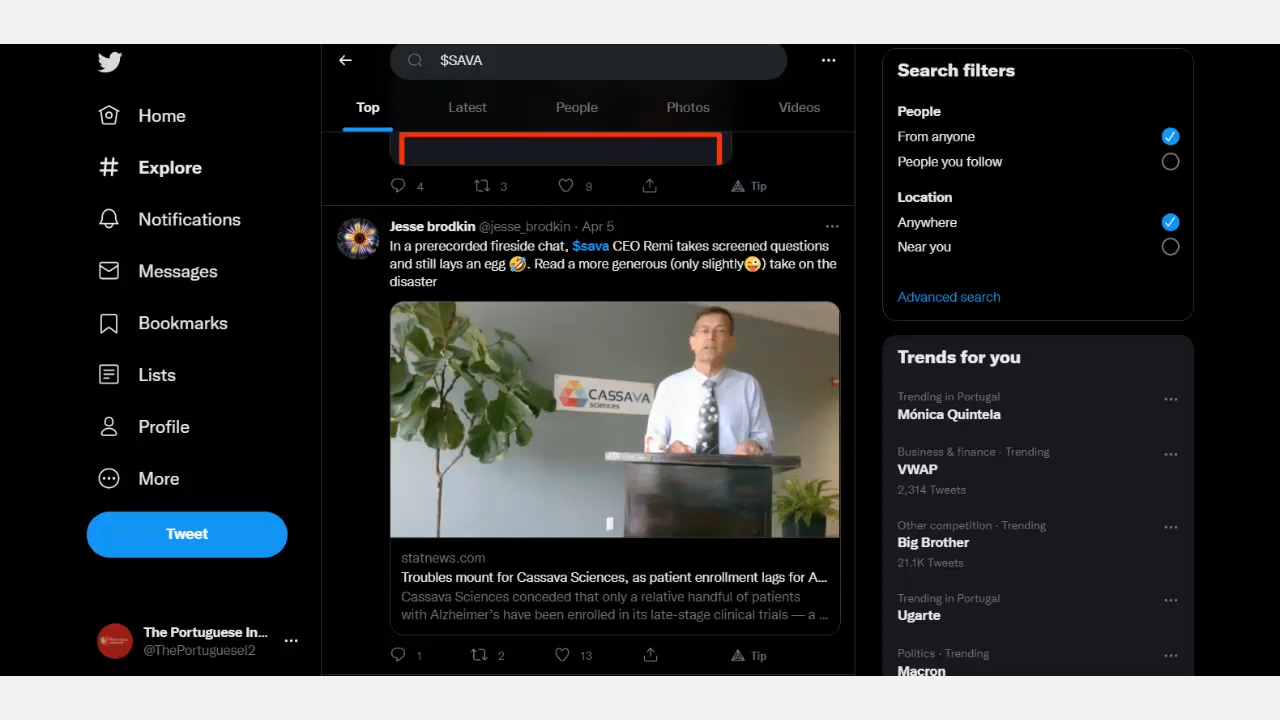 $SAVA
Top
Latest
People
Photos
Videos
Home
Explore
Notifications
Messages
Bookmarks
Lists
Profile
More
Tweet
The Portuguese In...
@ThePortugueseI2
4
3
9
Tip
Jesse brodkin @jesse_brodkin · Apr 5
In a prerecorded fireside chat, $sava CEO Remi takes screened questions
and still lays an egg 🤣. Read a more generous (only slightly😜) take on the
disaster
CASSAVA
sciences
statnews.com
Troubles mount for Cassava Sciences, as patient enrollment lags for A...
Cassava Sciences conceded that only a relative handful of patients
with Alzheimer's have been enrolled in its late-stage clinical trials — a ...
1
2
13
Tip
Search filters
People
From anyone
People you follow
Location
Anywhere
Near you
Advanced search
Trends for you
Trending in Portugal
Mónica Quintela
Business & finance · Trending
VWAP
2,314 Tweets
Other competition · Trending
Big Brother
21.1K Tweets
Trending in Portugal
Ugarte
Politics · Trending
Macron